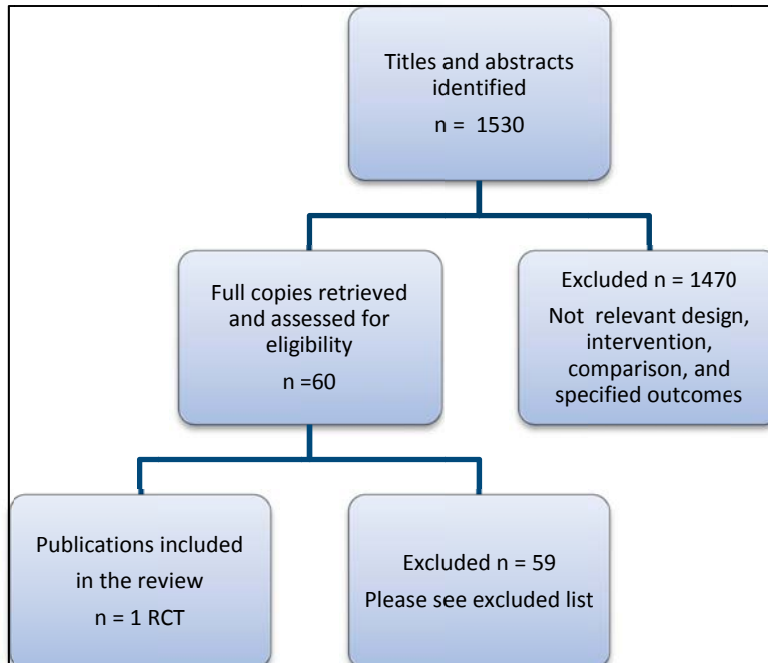 Titles and abstracts
identified
n = 1530
Full copies retrieved
and assessed for
eligibility
n =60
Excluded n = 1470
Not relevant design,
intervention,
comparison, and
specified outcomes
Publications included
in the review
n = 1 RCT
Excluded n = 59
Please see excluded list